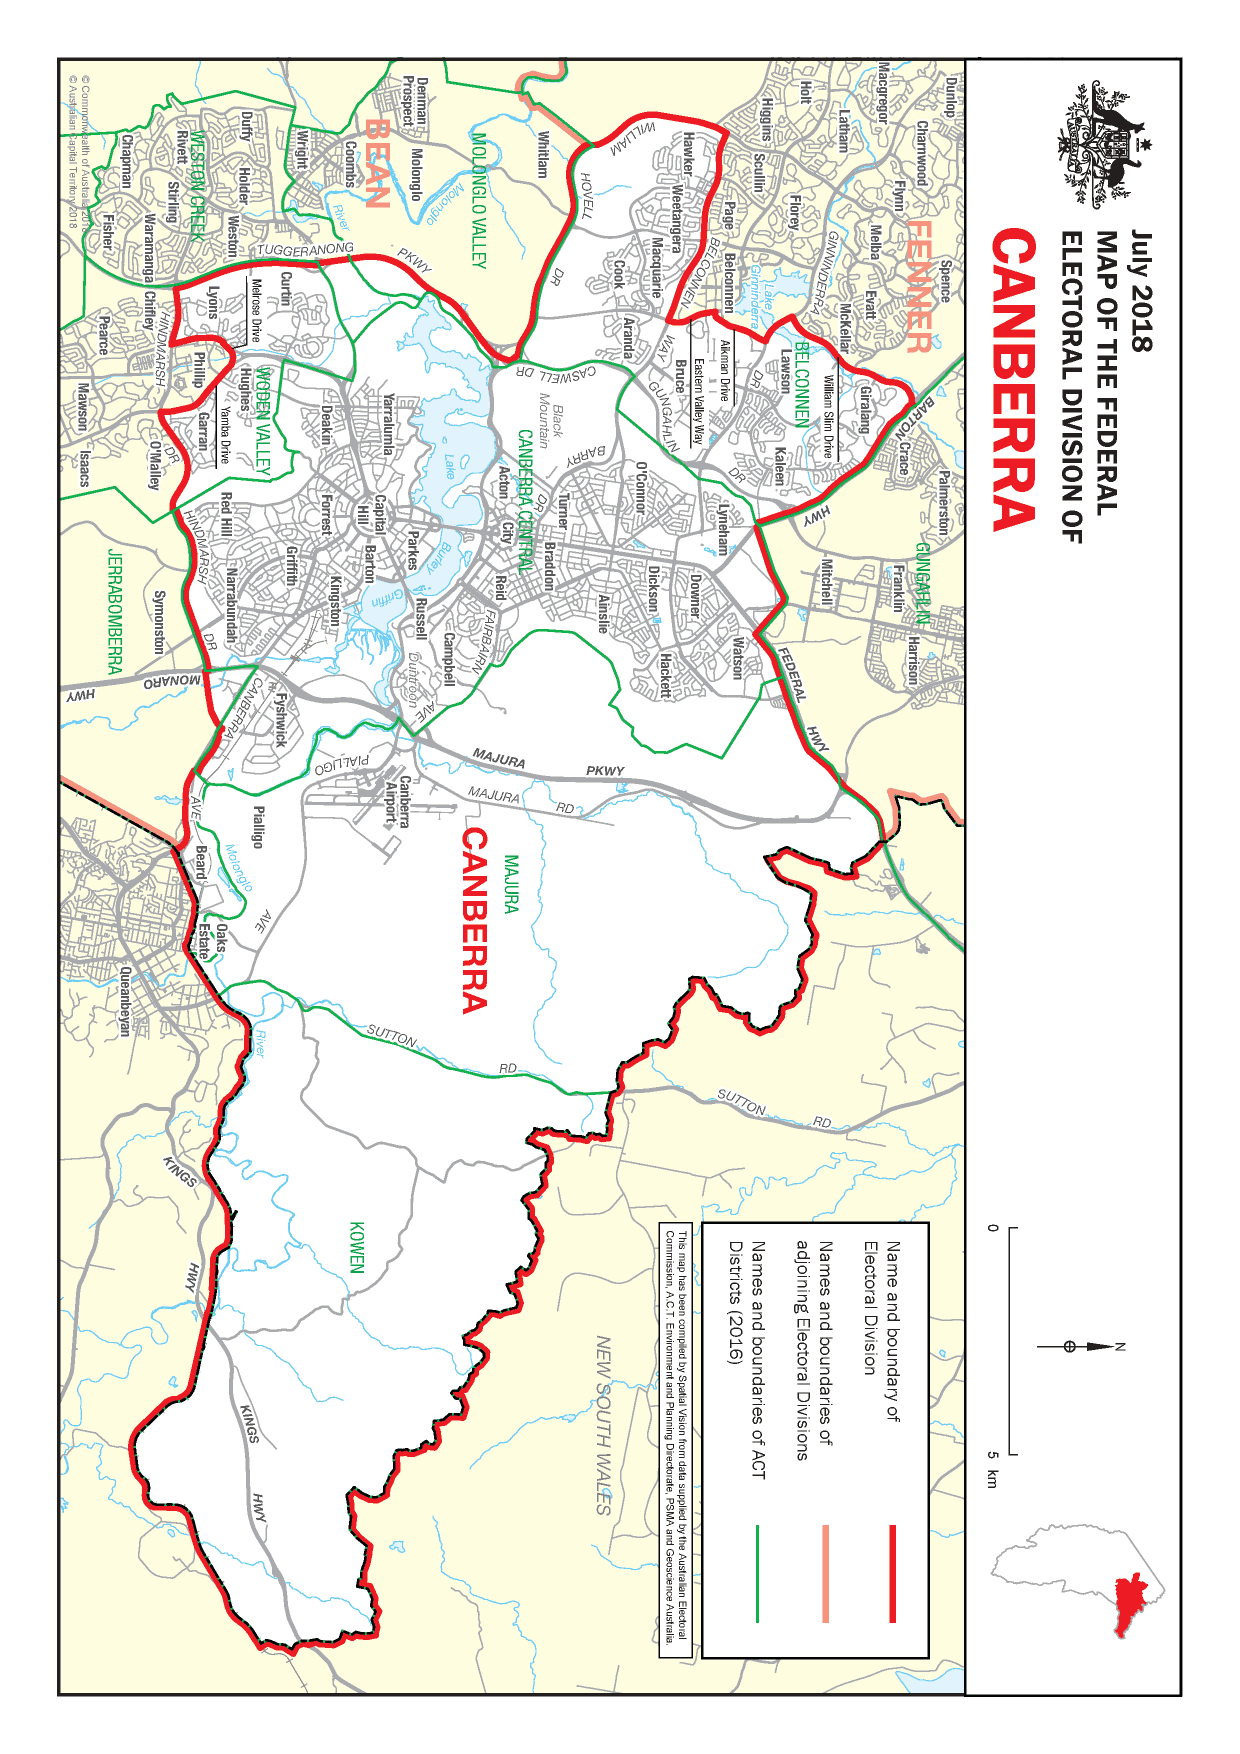 July 2018
MAP OF THE FEDERAL
ELECTORAL DIVISION OF
CANBERRA
0
5 km
N
Name and boundary of
Electoral Division
Names and boundaries of
adjoining Electoral Divisions
Names and boundaries of ACT
Districts (2016)
This map has been compiled by Spatial Vision from data supplied by the Australian Electoral
Commission, A.C.T. Environment and Planning Directorate, PSMA and Geoscience Australia.
Dunlop
Spence
Palmerston
Charnwood
FENNER
GUNGAHLIN
Macgregor
Flynn
Crace
Franklin
Harrison
Latham
Melba
Evatt
BARTON
HWY
Holt
GINNINDERRA
McKellar
Giralang
Mitchell
Higgins
Florey
BELCONNEN
William Slim Drive
Scullin
Lake
Ginninderra
Lawson
Kaleen
FEDERAL
HWY
Page
Belconnen
Aikman Drive
DR
DR
Lyneham
Watson
BELCONNEN
WAY
Eastern Valley Way
Downer
Hawker
Weetangera
Bruce
GUNGAHLIN
Hackett
WILLIAM
Macquarie
O'Connor
Dickson
Cook
Aranda
Ainslie
HOVELL
DR
CASWELL DR
BARRY
DR
Turner
Braddon
Whitlam
Black
Mountain
CANBERRA CENTRAL
MAJURA
PKWY
MAJURA
RD
MOLONGLO VALLEY
Acton
City
Reid
FAIRBAIRN
AVE
MAJURA
CANBERRA
Molonglo
River
Lake
Burley
Griffin
Campbell
Duntroon
SUTTON
RD
SUTTON
RD
Denman
Prospect
Molonglo
PKWY
Parkes
Russell
Canberra
Airport
BEAN
Yarralumla
Capital
Hill
Barton
Coombs
TUGGERANONG
Deakin
Forrest
Kingston
PIALLIGO
AVE
KOWEN
Wright
Curtin
Griffith
Fyshwick
Duffy
Holder
Weston
Melrose Drive
WODEN VALLEY
Hughes
Yamba Drive
Red Hill
Narrabundah
CANBERRA
AVE
Pialligo
Molonglo
River
WESTON CREEK
Rivett
Stirling
Lyons
Phillip
Garran
HINDMARSH
DR
Beard
Oaks
Estate
KINGS
HWY
KINGS
HWY
Waramanga
Chifley
HINDMARSH
DR
O'Malley
Symonston
MONARO
HWY
Queanbeyan
Chapman
Fisher
Pearce
Mawson
Isaacs
JERRABOMBERRA
NEW SOUTH WALES
© Commonwealth of Australia 2018
© Australian Capital Territory 2018